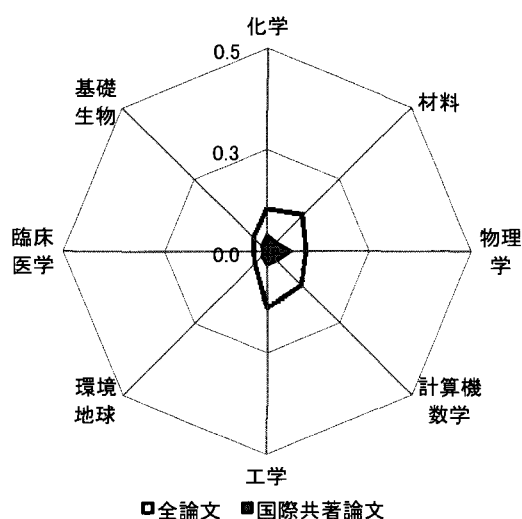 化学
0.5
基礎
生物
材料
0.3
臨床
医学
0.0
物理
学
環境
地球
計算機
数学
工学
全論文 国際共著論文